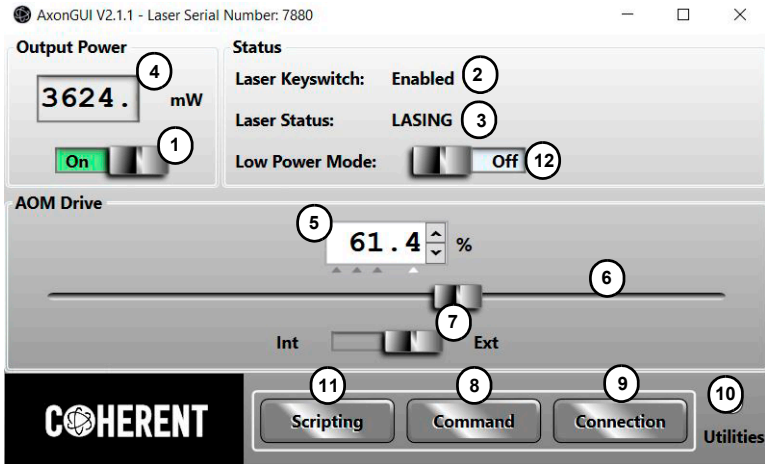 AxonGUI V2.1.1 - Laser Serial Number: 7880
Output Power
4
3624. mW
1
On
Status
Laser Keyswitch: Enabled 2
Laser Status: LASING 3
Low Power Mode: Off 12
AOM Drive
5
61.4 %
6
7
Int Ext
COHERENT
11 8 9 10
Scripting Command Connection Utilities